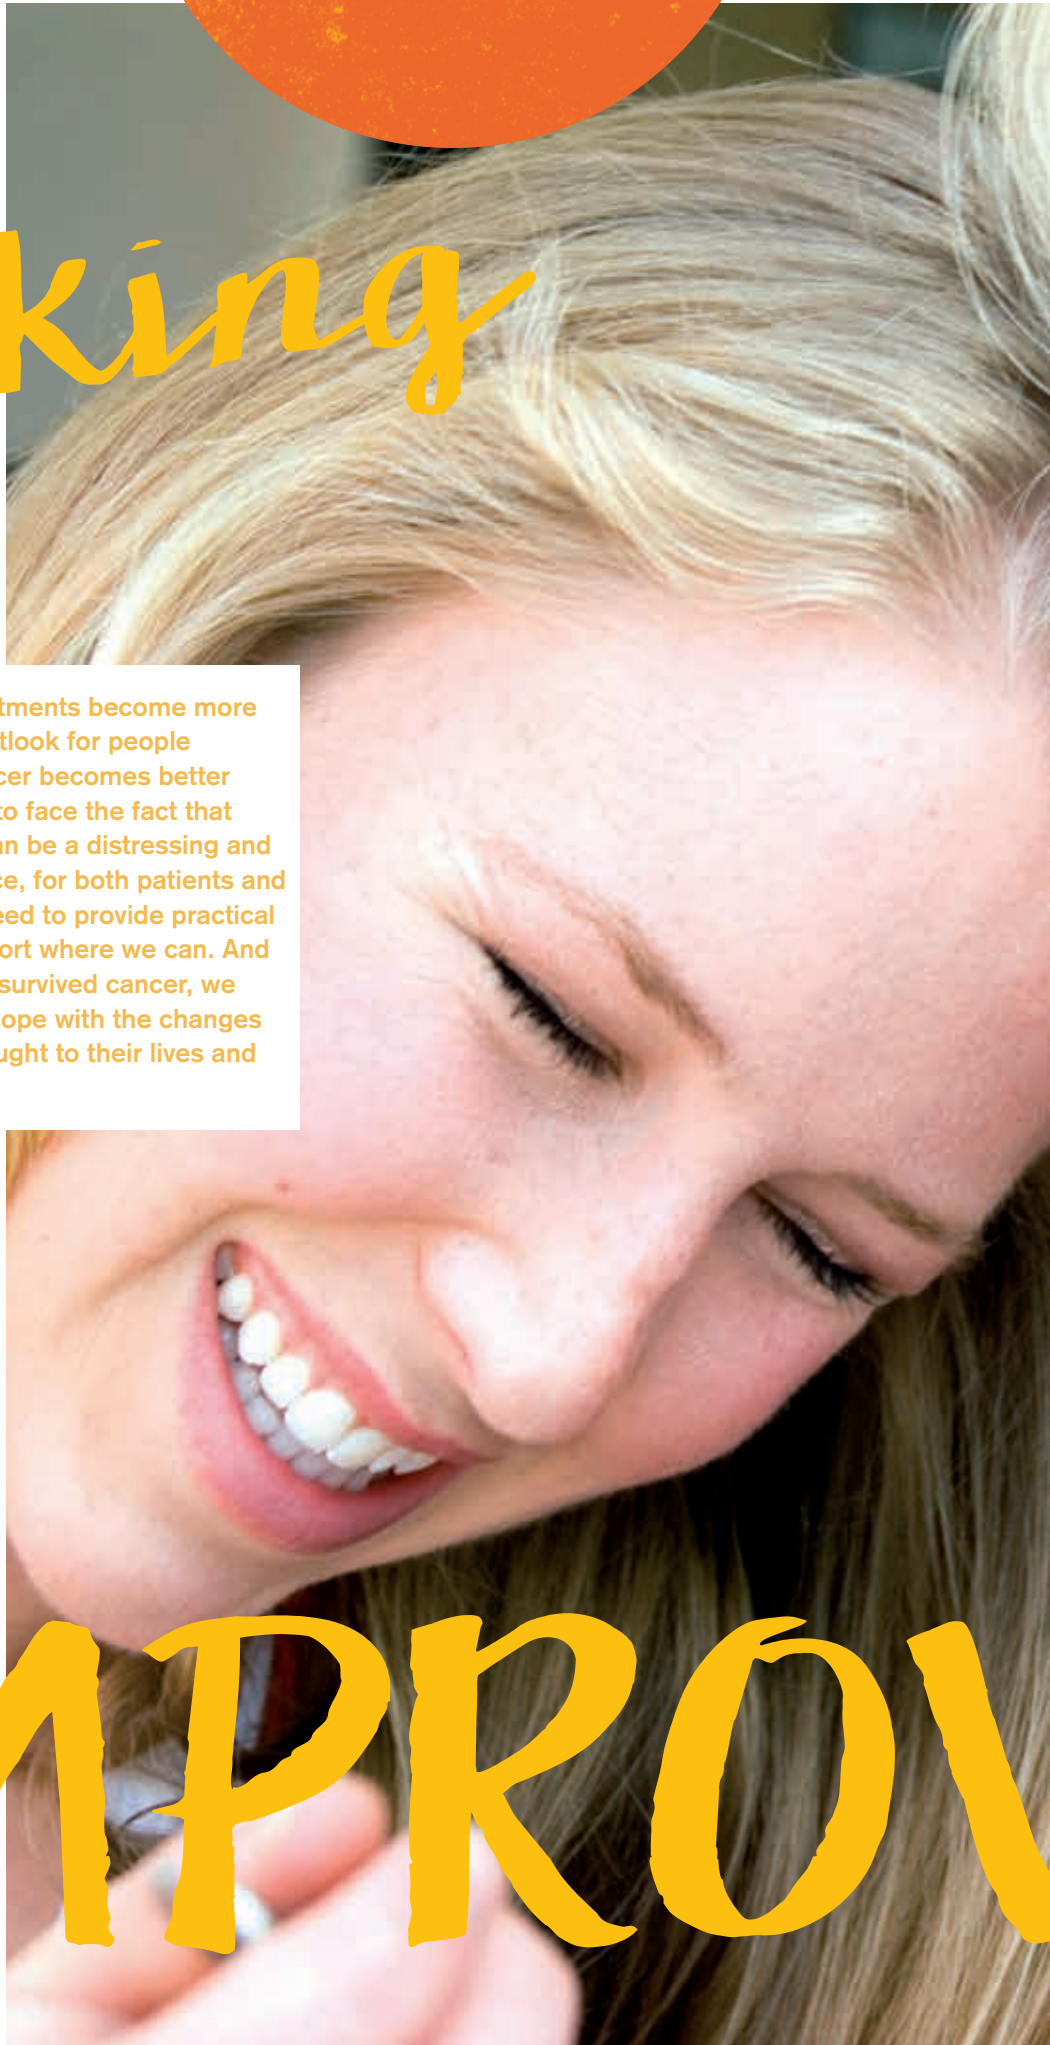 king
tments become more
tlook for people
cer becomes better
to face the fact that
an be a distressing and
ce, for both patients and
eed to provide practical
ort where we can. And
survived cancer, we
ope with the changes
ught to their lives and
MPROV